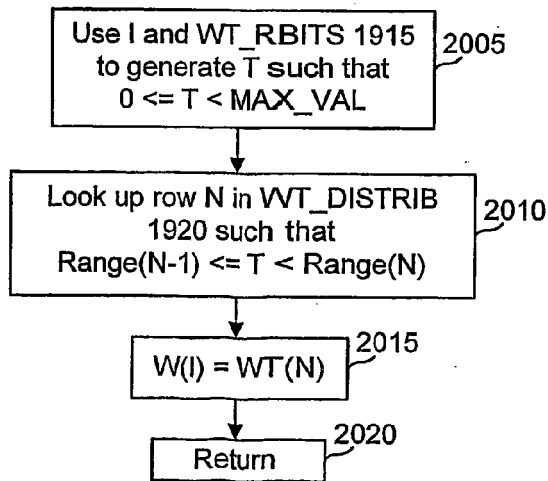 Use I and WT_RBITS 1915
to generate T such that
0 <= T < MAX_VAL
2005
Look up row N in WT_DISTRIB
1920 such that
Range(N-1) <= T < Range(N)
2010
W(I) = WT(N)
2015
Return
2020